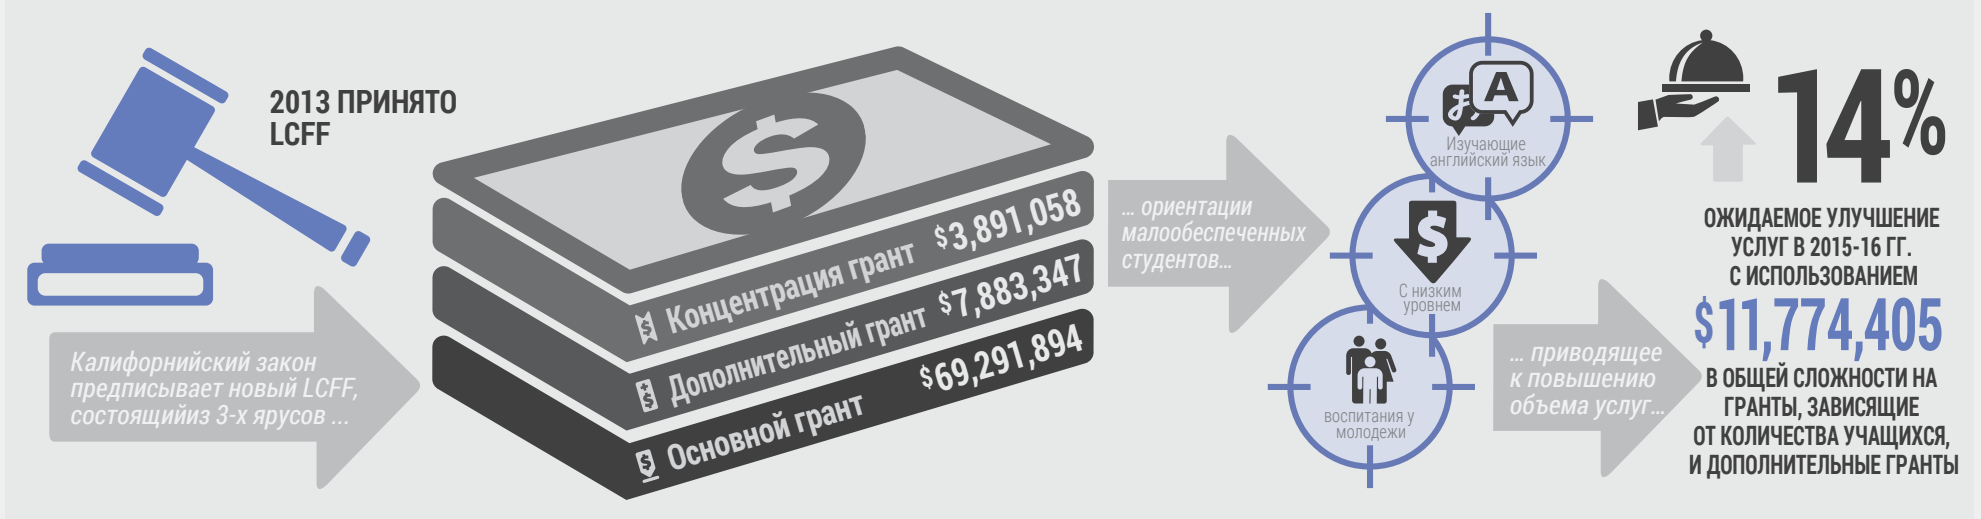 2013 ПРИНЯТО
LCFF
Калифорнийский закон
предписывает новый LCFF,
состоящийиз 3-х ярусов ...
Концентрация грант $3,891,058
Дополнительный грант $7,883,347
Основной грант $69,291,894
... ориентации
малообеспеченных
студентов...
Изучающие
английский язык
С низким
уровнем
воспитания у
молодежи
... приводящее
к повышению
объема услуг...
14%
ОЖИДАЕМОЕ УЛУЧШЕНИЕ
УСЛУГ В 2015-16 ГГ.
С ИСПОЛЬЗОВАНИЕМ
$11,774,405
В ОБЩЕЙ СЛОЖНОСТИ НА
ГРАНТЫ, ЗАВИСЯЩИЕ
ОТ КОЛИЧЕСТВА УЧАЩИХСЯ,
И ДОПОЛНИТЕЛЬНЫЕ ГРАНТЫ